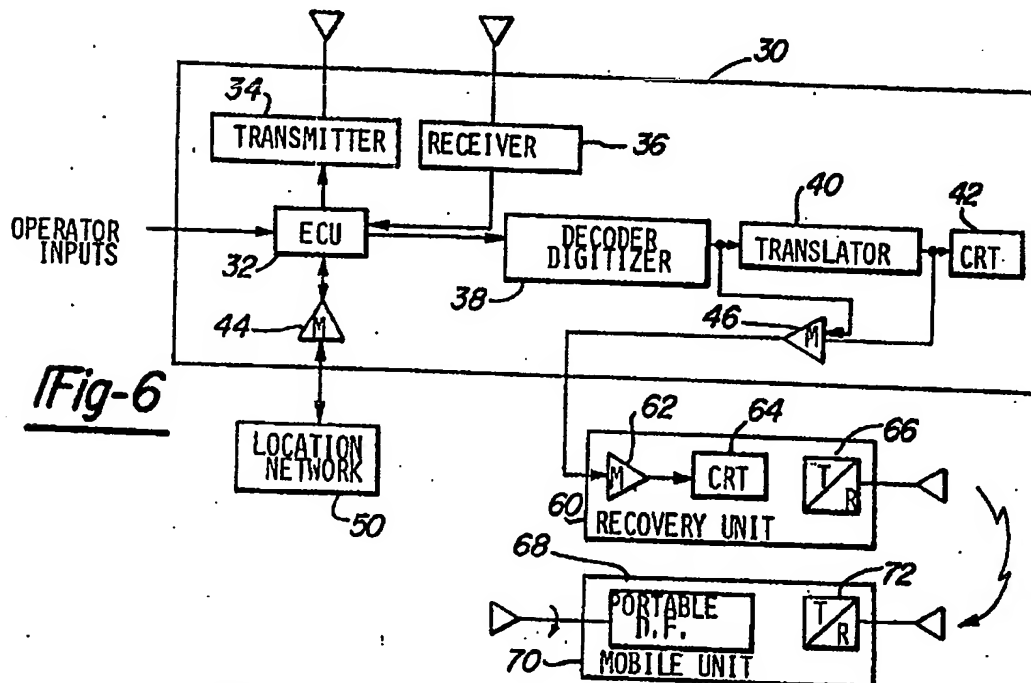 30
34
TRANSMITTER
RECEIVER
36
OPERATOR
INPUTS
ECU
32
DECODER
DIGITIZER
38
40
TRANSLATOR
42
CRT
44
M
46
M
Fig-6
LOCATION
NETWORK
50
62
M
64
CRT
66
T
R
60
RECOVERY UNIT
68
PORTABLE
D.F.
72
T
R
70
MOBILE UNIT